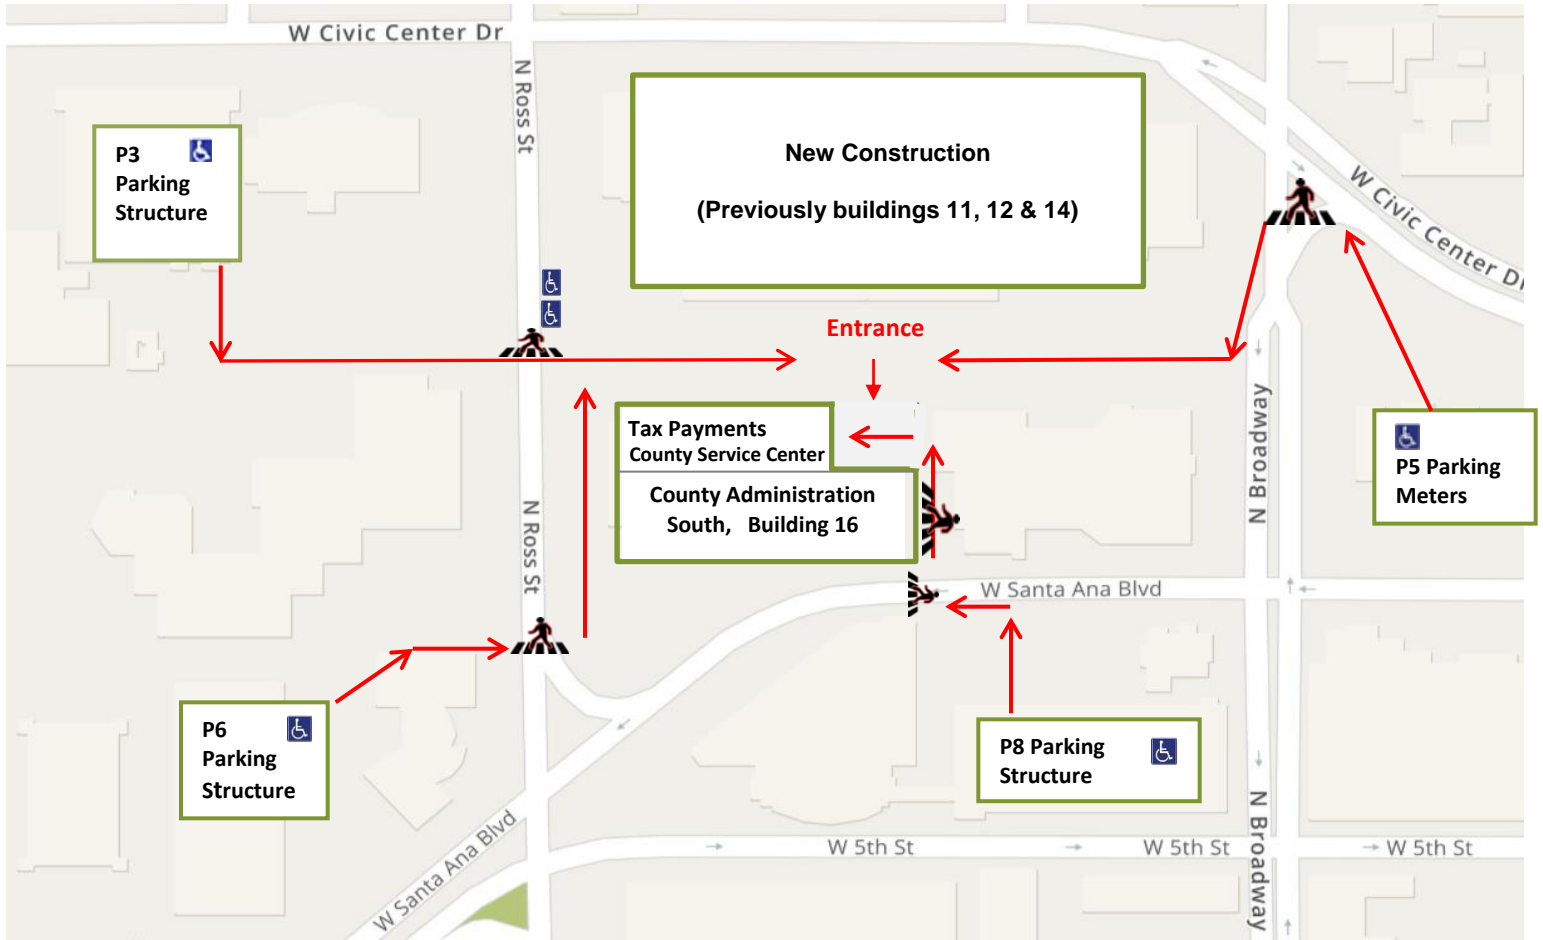 W Civic Center Dr
N Ross St
New Construction
(Previously buildings 11, 12 & 14)
P3
Parking
Structure
W Civic Center Dr
Entrance
Tax Payments
County Service Center
County Administration
South, Building 16
N Broadway
P5 Parking
Meters
N Ross St
W Santa Ana Blvd
P6
Parking
Structure
P8 Parking
Structure
W Santa Ana Blvd
W 5th St
W 5th St
W 5th St
N Broadway